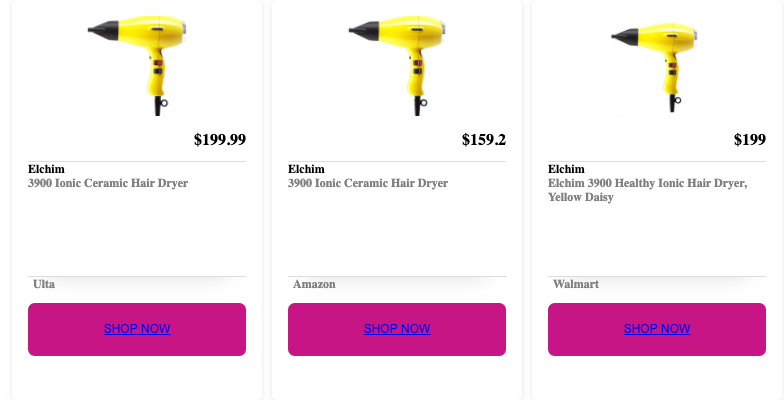 $199.99
Elchim
3900 Ionic Ceramic Hair Dryer
Ulta
SHOP NOW
$159.2
Elchim
3900 Ionic Ceramic Hair Dryer
Amazon
SHOP NOW
$199
Elchim
Elchim 3900 Healthy Ionic Hair Dryer,
Yellow Daisy
Walmart
SHOP NOW